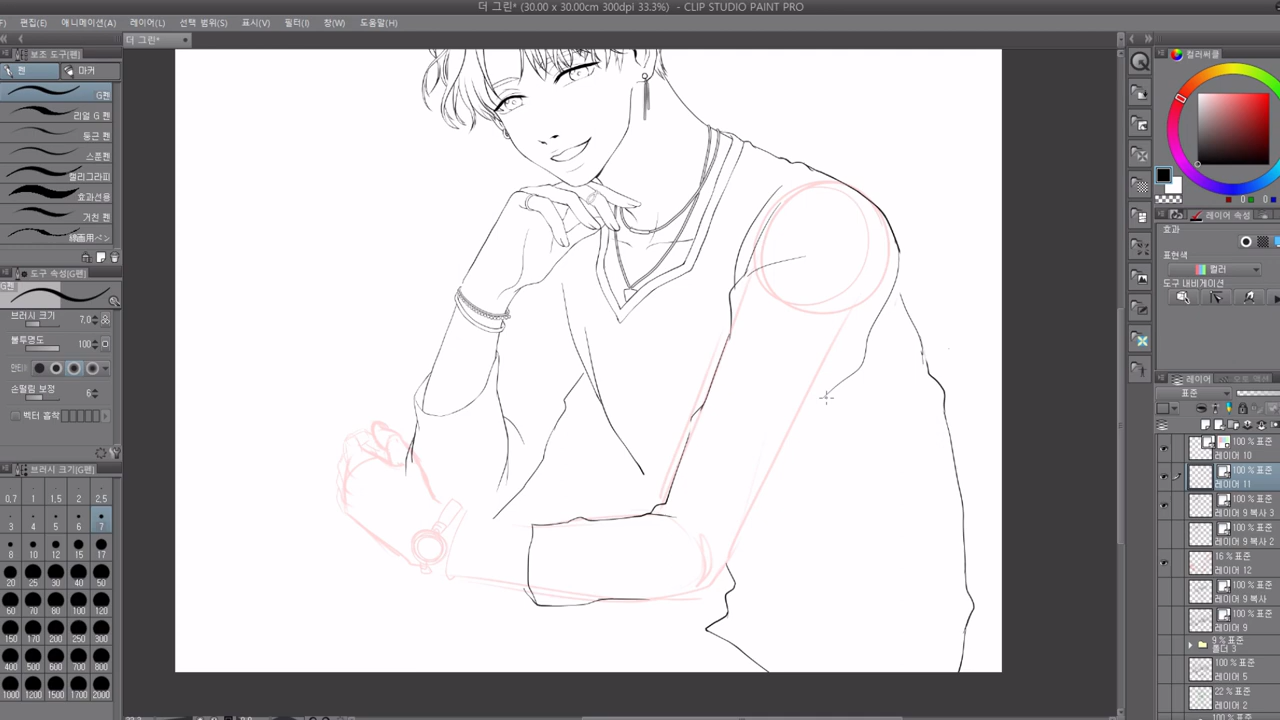 더 그린* (30.00 x 30.00cm 300dpi 33.3%) - CLIP STUDIO PAINT PRO
편집(E) 애니메이션(A) 레이어(L) 선택 범위(S) 표시(V) 필터(I) 창(W) 도움말(H)
더 그린*
보조 도구(펜)
펜 마커
G펜
리얼 G 펜
둥근 펜
스푼펜
캘리그라피
효과선용
거친 펜
線画用ペン
도구 속성(G펜)
G펜
브러시 크기 7.0
불투명도 100
손떨림 보정 6
벡터 흡착
브러시 크기(G펜)
0.7 1 1.5 2 2.5
3 4 5 6 7
8 10 12 15 17
20 25 30 40 50
60 70 80 100 120
150 170 200 250 300
400 500 600 700 800
1000 1200 1500 1700 2000
컬러써클
0 0 0
레이어 속성
효과
표현색
컬러
도구 내비게이션
레이어
표준
100 % 표준
레이어 10
100 % 표준
레이어 11
100 % 표준
레이어 9 복사 3
100 % 표준
레이어 9 복사 2
16 % 표준
레이어 12
100 % 표준
레이어 9 복사
100 % 표준
레이어 9
9 % 표준
폴더 3
100 % 표준
레이어 5
22 % 표준
레이어 2
100 % 표준